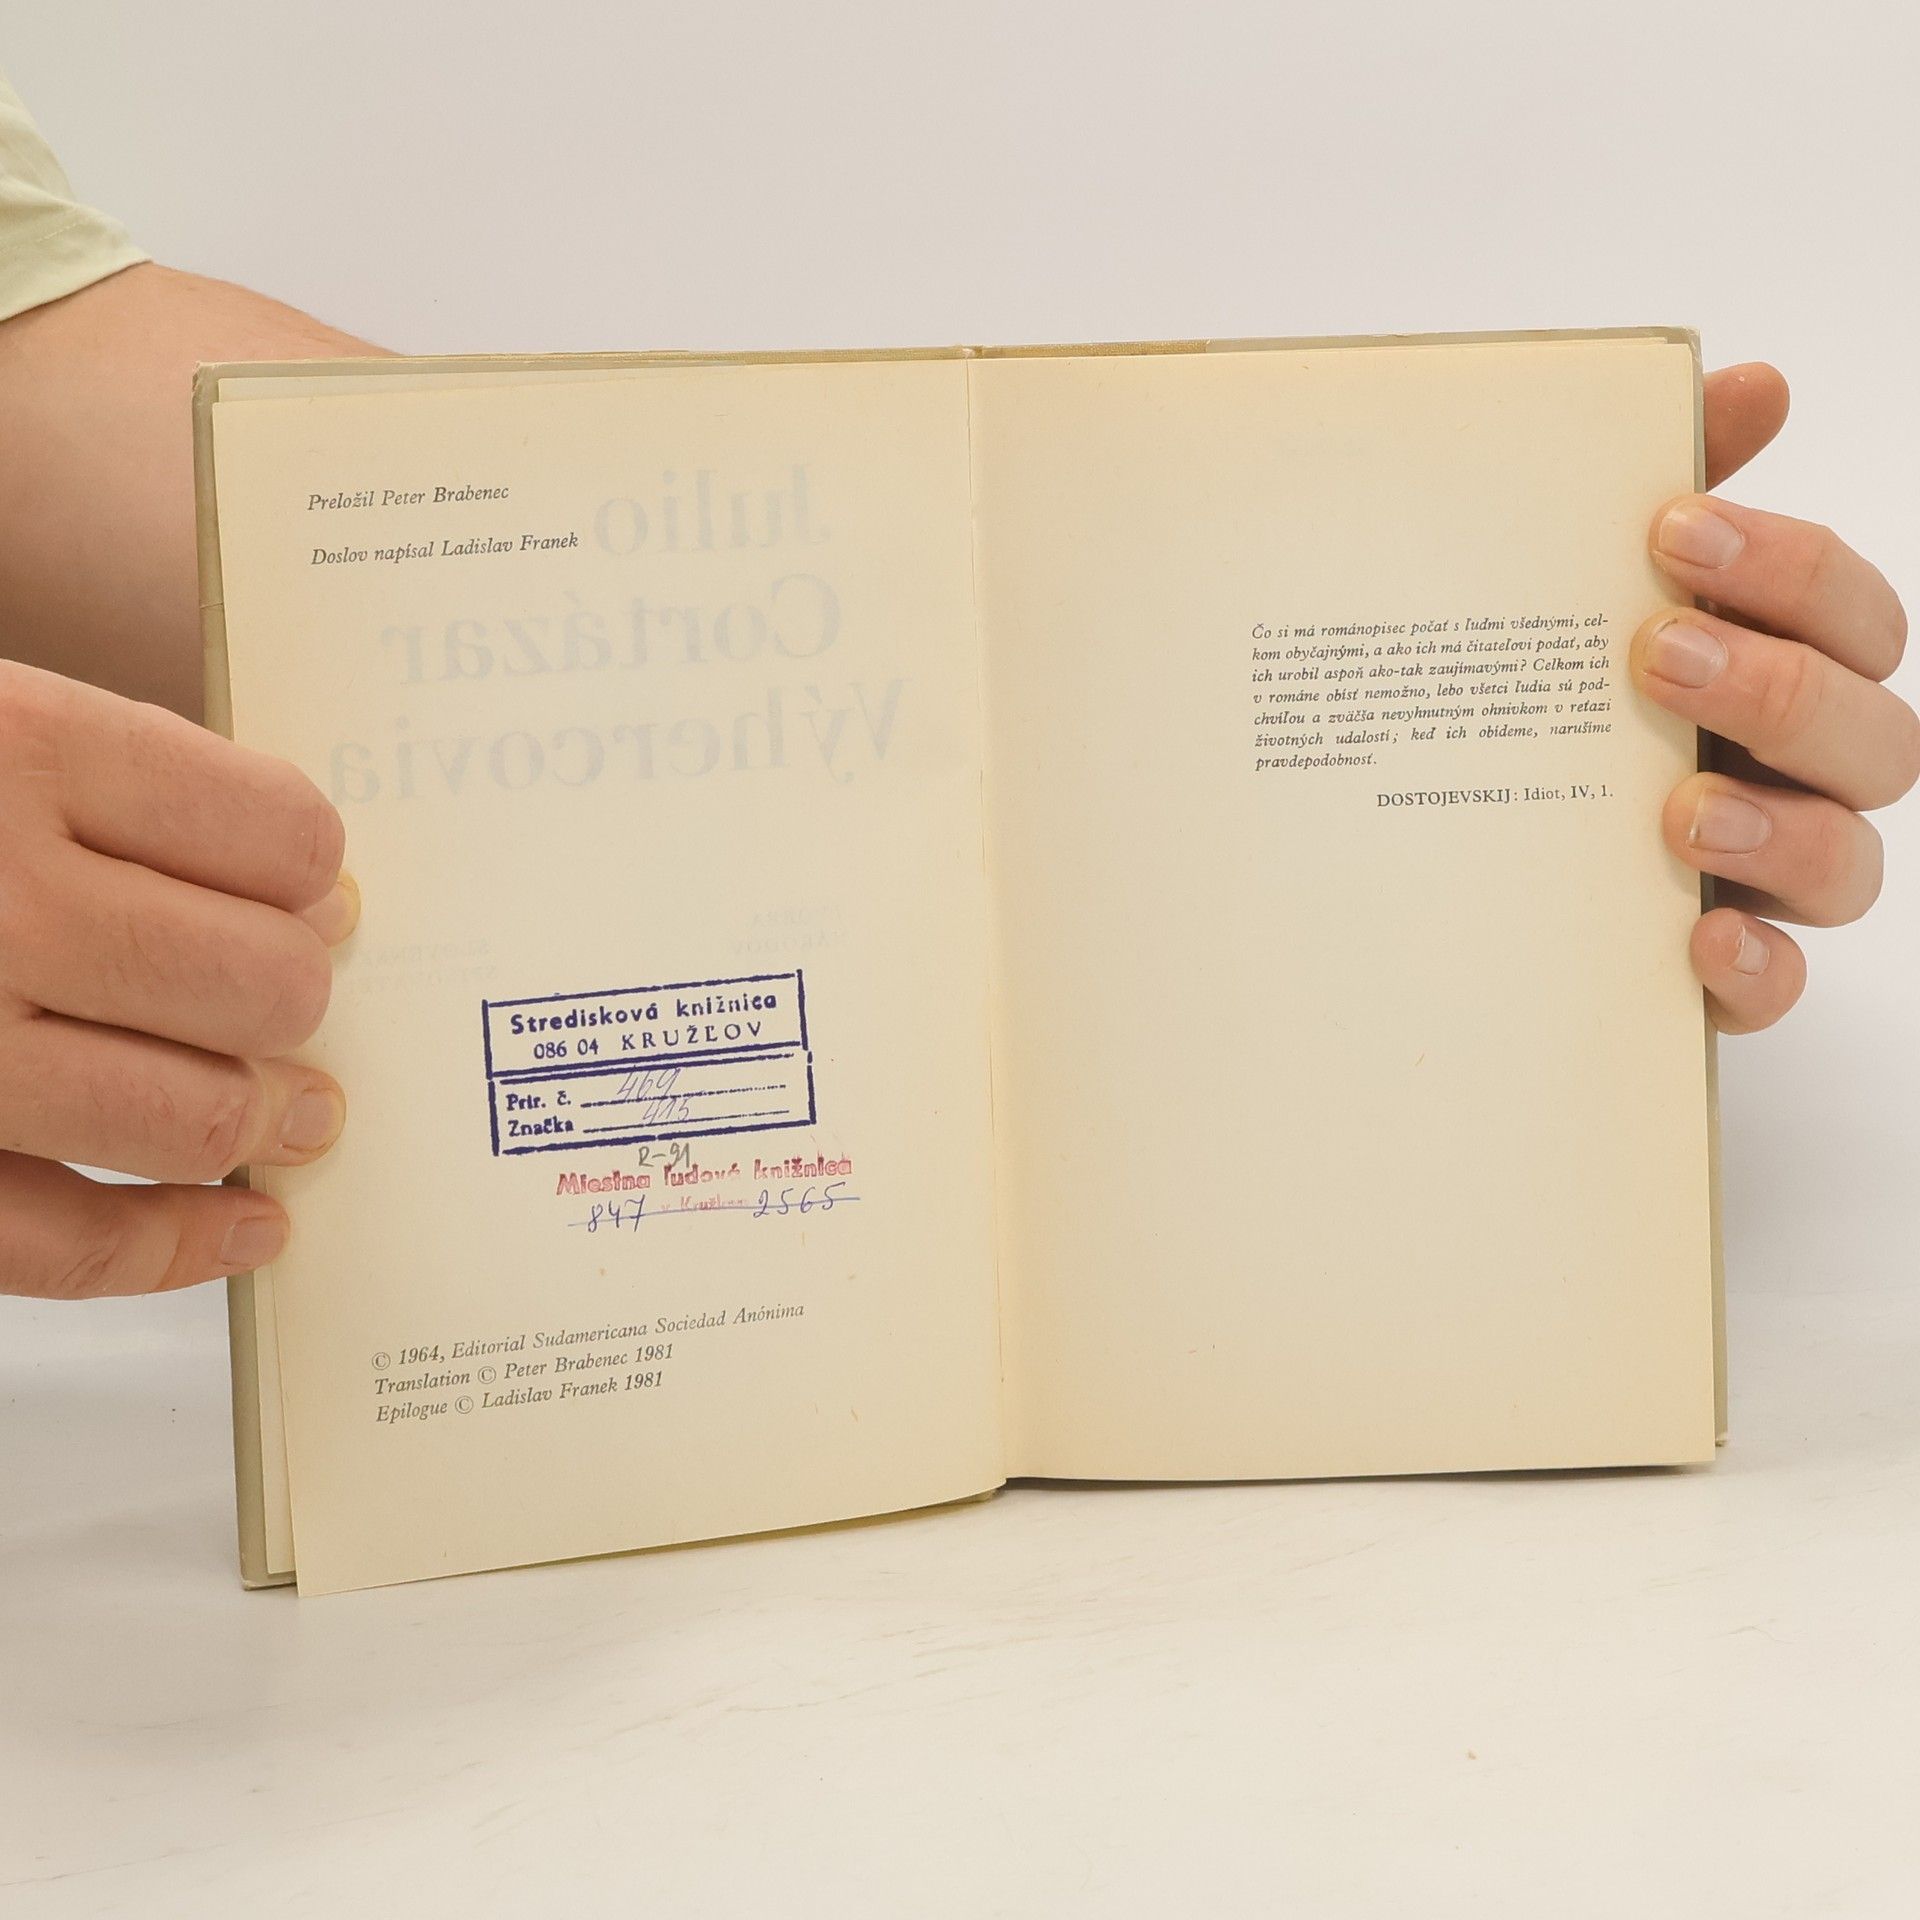 Preložil Peter Brabenec
Doslov napísal Ladislav Franek
Julio
Cortázar
Výhercovia
Stredisková knižnica
086 04 KRUŽĽOV
Prír. č. 469
Značka 415
R-91
Miestna ľudová knižnica
847 2565
© 1964, Editorial Sudamericana Sociedad Anónima
Translation © Peter Brabenec 1981
Epilogue © Ladislav Franek 1981
Čo si má románopisec počať s ľuďmi všednými, cel-
kom obyčajnými, a ako ich má čitateľovi podať, aby
ich urobil aspoň ako-tak zaujímavými? Celkom ich
v románe obísť nemožno, lebo všetci ľudia sú pod-
chvíľou a zväčša nevyhnutným ohnivkom v reťazi
životných udalostí; keď ich obídeme, narušíme
pravdepodobnosť.
DOSTOJEVSKIJ: Idiot, IV, 1.